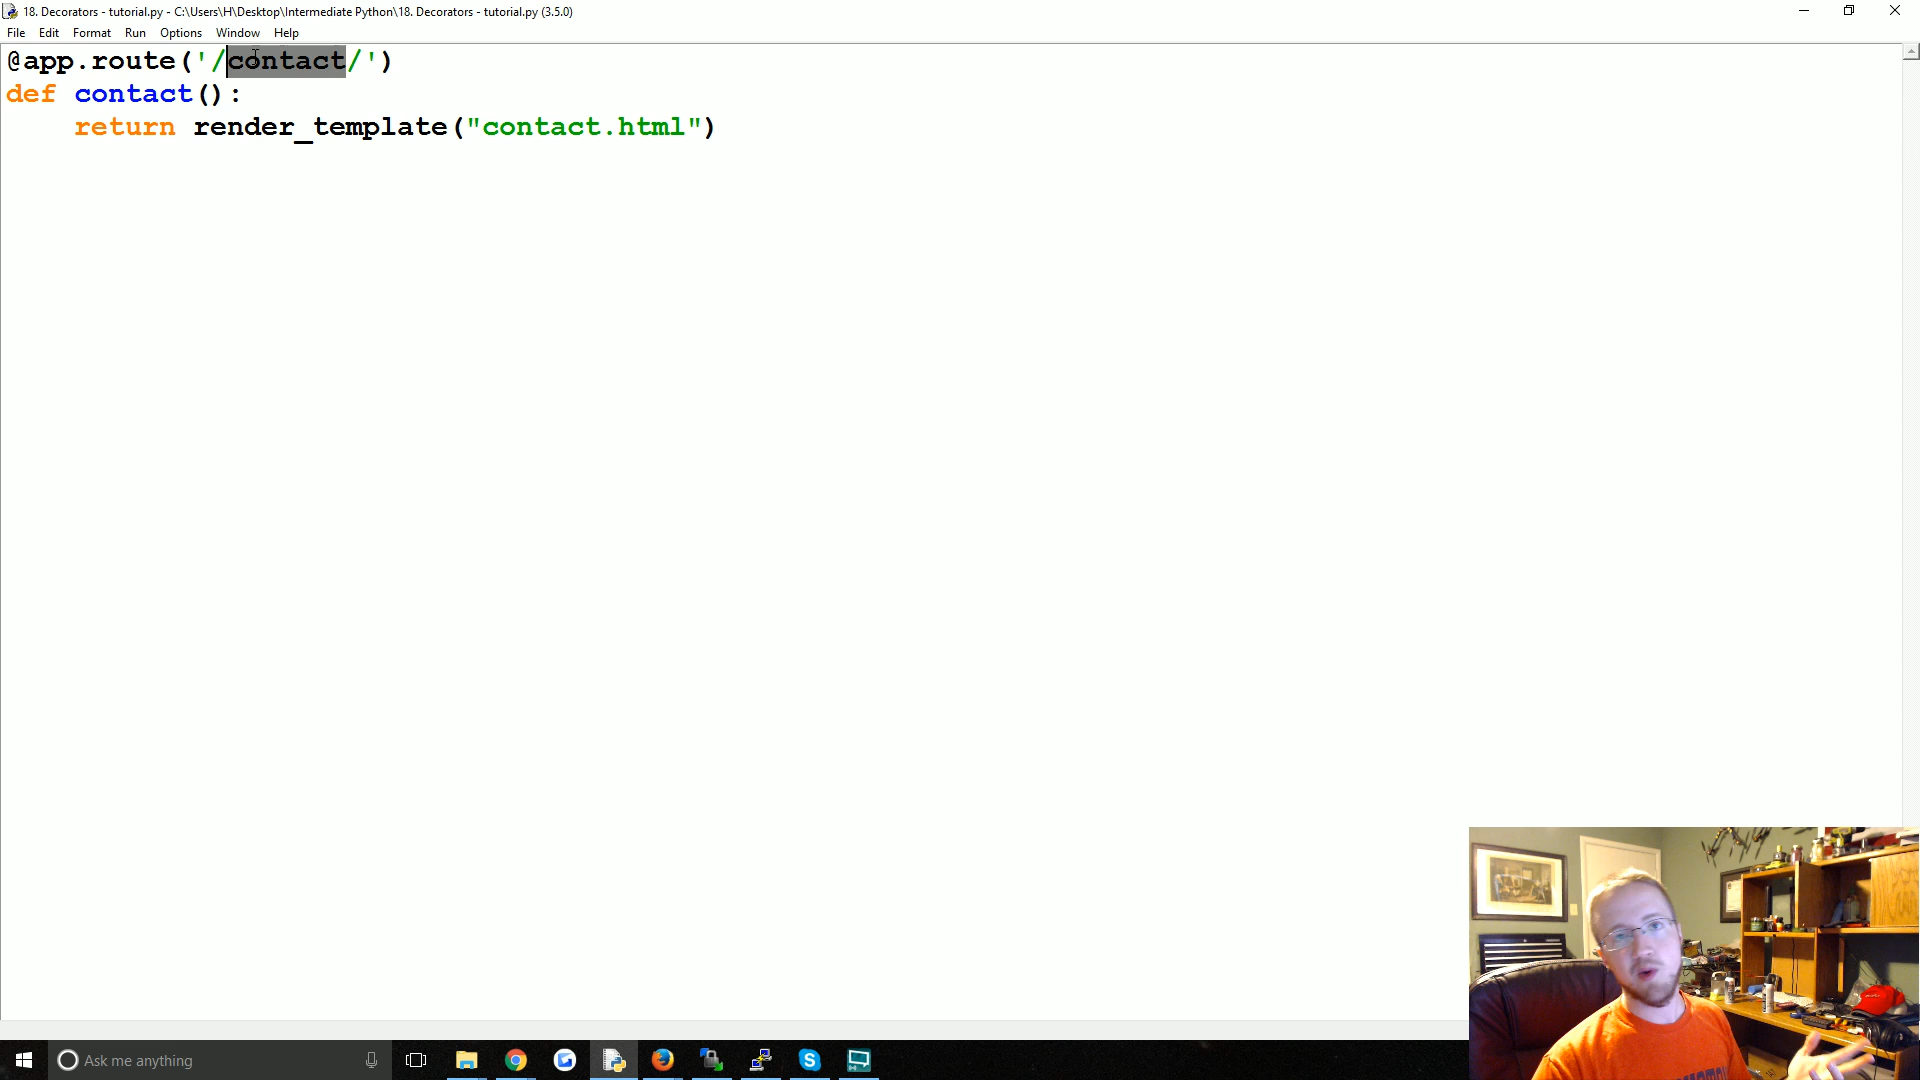 18. Decorators - tutorial.py - C:\Users\H\Desktop\Intermediate Python\18. Decorators - tutorial.py (3.5.0)
File Edit Format Run Options Window Help
@app.route('/contact/')
def contact():
    return render_template("contact.html")
Ask me anything